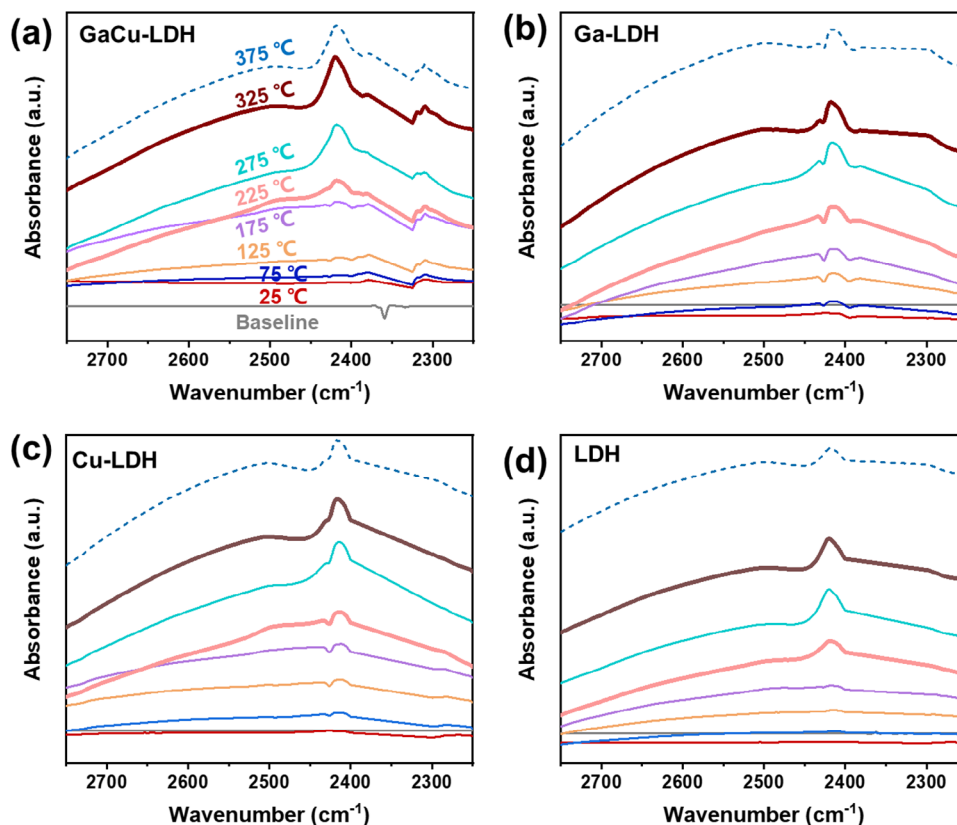 (a)
GaCu-LDH
375 ℃
325 ℃
275 ℃
225 ℃
175 ℃
125 ℃
75 ℃
25 ℃
Baseline
Absorbance (a.u.)
2700 2600 2500 2400 2300
Wavenumber (cm⁻¹)
(b)
Ga-LDH
Absorbance (a.u.)
2700 2600 2500 2400 2300
Wavenumber (cm⁻¹)
(c)
Cu-LDH
Absorbance (a.u.)
2700 2600 2500 2400 2300
Wavenumber (cm⁻¹)
(d)
LDH
Absorbance (a.u.)
2700 2600 2500 2400 2300
Wavenumber (cm⁻¹)